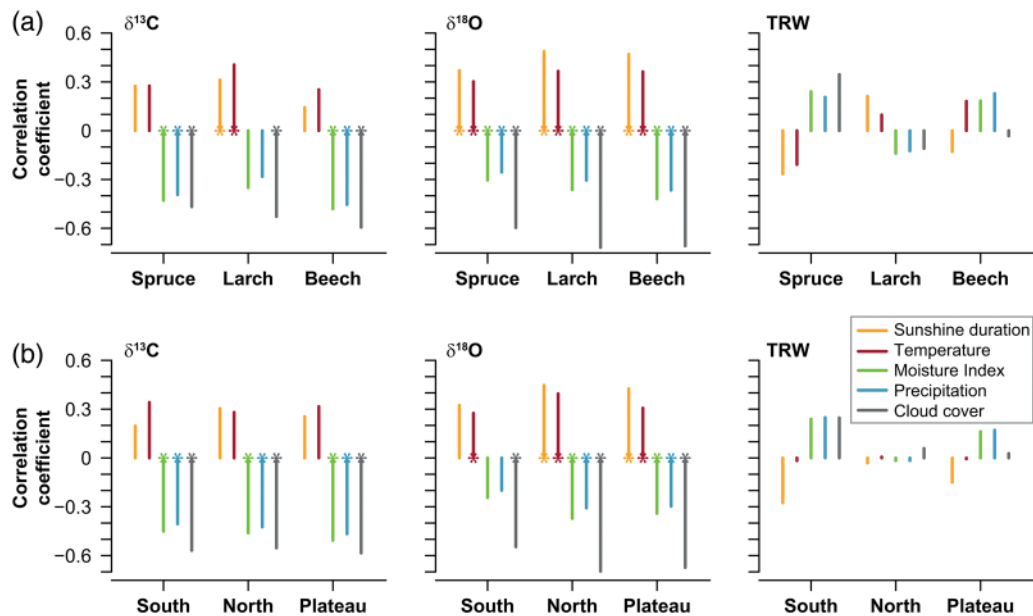 (a)
δ¹³C
δ¹⁸O
TRW
0.6
0.3
0
−0.3
−0.6
Correlation
coefficient
Spruce Larch Beech
Spruce Larch Beech
Spruce Larch Beech
(b)
δ¹³C
δ¹⁸O
TRW
Sunshine duration
Temperature
Moisture Index
Precipitation
Cloud cover
0.6
0.3
0
−0.3
−0.6
Correlation
coefficient
South North Plateau
South North Plateau
South North Plateau